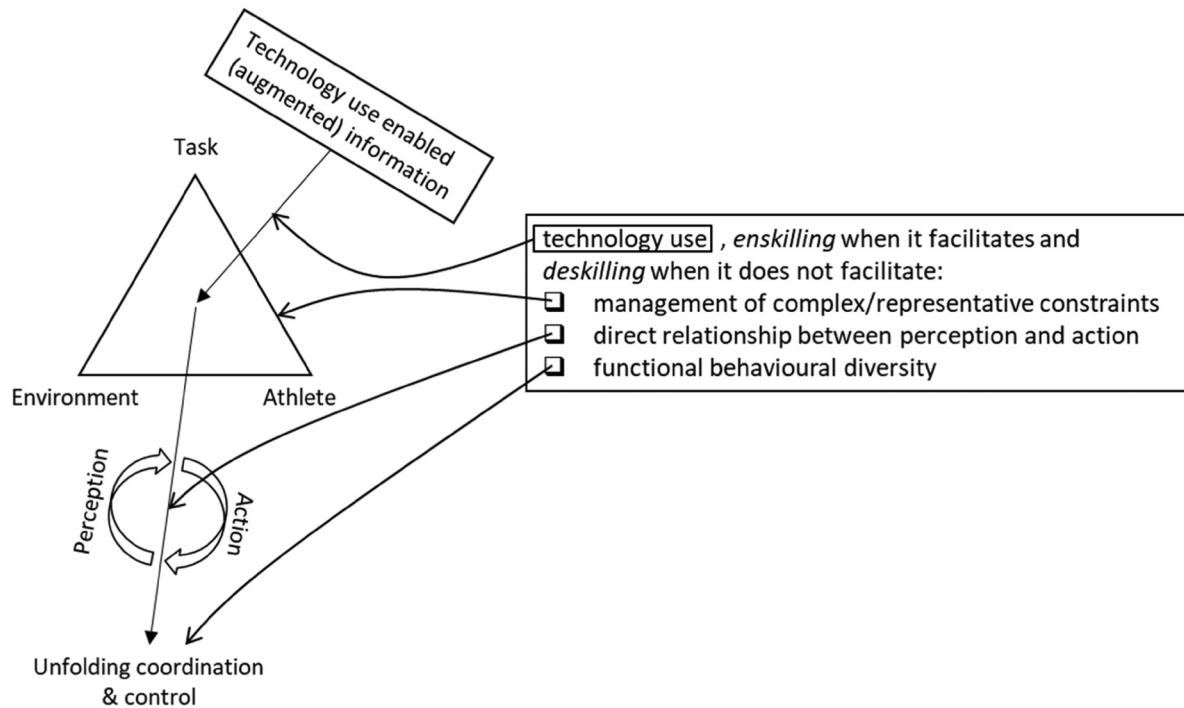 Technology use enabled
(augmented) information
Task
Environment
Athlete
Perception
Action
Unfolding coordination
& control
technology use , enskilling when it facilitates and
deskilling when it does not facilitate:
❑ management of complex/representative constraints
❑ direct relationship between perception and action
❑ functional behavioural diversity